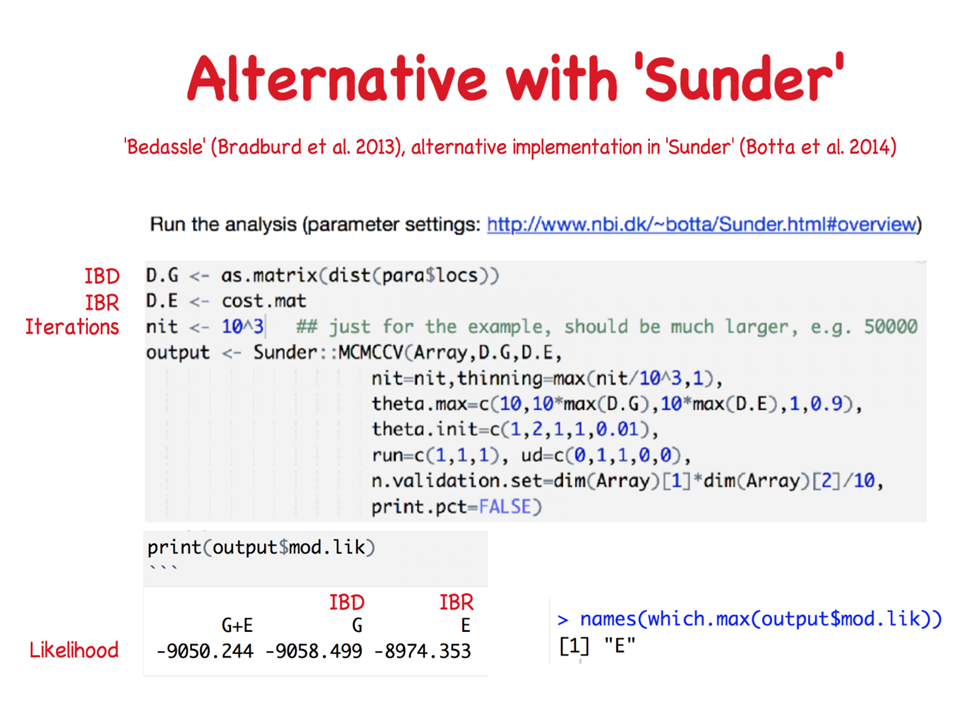 Alternative with 'Sunder'
'Bedassle' (Bradburd et al. 2013), alternative implementation in 'Sunder' (Botta et al. 2014)
Run the analysis (parameter settings: http://www.nbi.dk/~botta/Sunder.html#overview)
IBD D.G <- as.matrix(dist(para$locs))
IBR D.E <- cost.mat
Iterations nit <- 10^3 ## just for the example, should be much larger, e.g. 50000
output <- Sunder::MCMCCV(Array,D.G,D.E,
nit=nit,thinning=max(nit/10^3,1),
theta.max=c(10,10*max(D.G),10*max(D.E),1,0.9),
theta.init=c(1,2,1,1,0.01),
run=c(1,1,1), ud=c(0,1,1,0,0),
n.validation.set=dim(Array)[1]*dim(Array)[2]/10,
print.pct=FALSE)
print(output$mod.lik)
```
IBD IBR
G+E G E
Likelihood -9050.244 -9058.499 -8974.353
> names(which.max(output$mod.lik))
[1] "E"